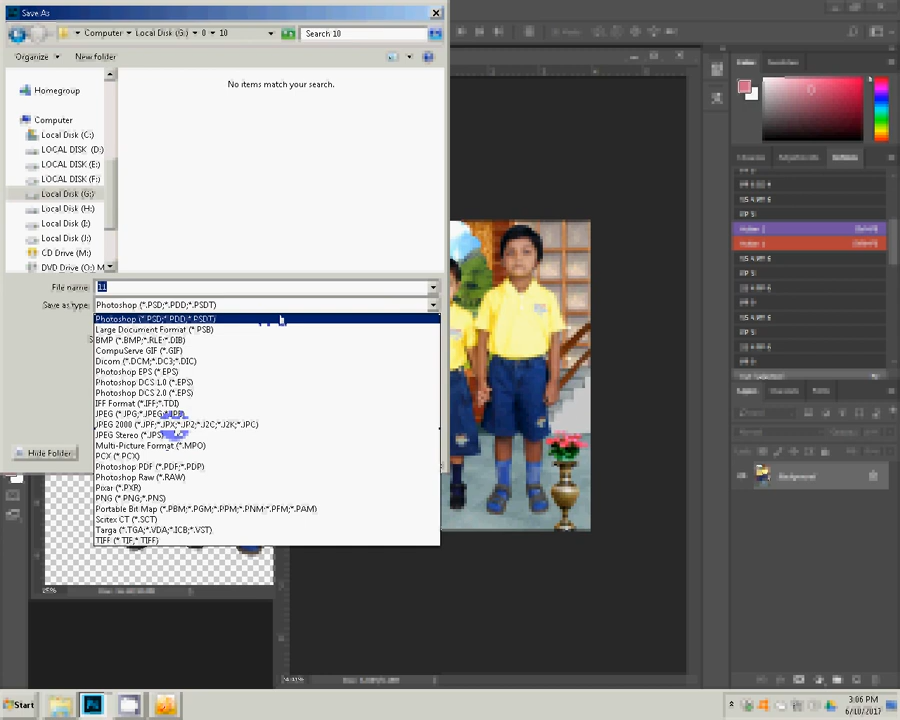 Save As
Computer
Local Disk (G:)
0
10
Search 10
Organize
New folder
No items match your search.
Homegroup
Computer
Local Disk (C:)
LOCAL DISK (D:)
LOCAL DISK (E:)
LOCAL DISK (F:)
Local Disk (G:)
Local Disk (H:)
Local Disk (I:)
Local Disk (J:)
CD Drive (M:)
DVD Drive (O:) M
File name:
11
Save as type:
Photoshop (*.PSD;*.PDD;*.PSDT)
Photoshop (*.PSD;*.PDD;*.PSDT)
Large Document Format (*.PSB)
BMP (*.BMP;*.RLE;*.DIB)
CompuServe GIF (*.GIF)
Dicom (*.DCM;*.DC3;*.DIC)
Photoshop EPS (*.EPS)
Photoshop DCS 1.0 (*.EPS)
Photoshop DCS 2.0 (*.EPS)
IFF Format (*.IFF;*.TDI)
JPEG (*.JPG;*.JPEG;*.JPE)
JPEG 2000 (*.JPF;*.JPX;*.JP2;*.J2C;*.J2K;*.JPC)
JPEG Stereo (*.JPS)
Multi-Picture Format (*.MPO)
PCX (*.PCX)
Photoshop PDF (*.PDF;*.PDP)
Photoshop Raw (*.RAW)
Pixar (*.PXR)
PNG (*.PNG;*.PNS)
Portable Bit Map (*.PBM;*.PGM;*.PPM;*.PNM;*.PFM;*.PAM)
Scitex CT (*.SCT)
Targa (*.TGA;*.VDA;*.ICB;*.VST)
TIFF (*.TIF;*.TIFF)
Hide Folder
Background
25%
Start
3:06 PM
6/10/2017